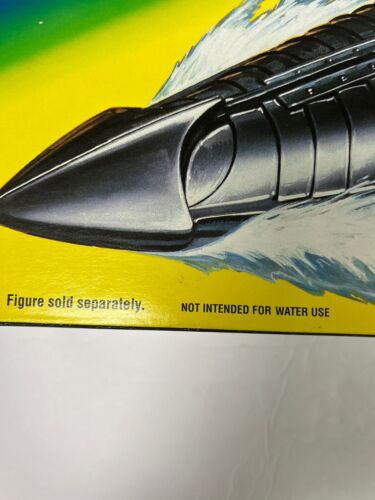 Figure sold separately.
NOT INTENDED FOR WATER USE